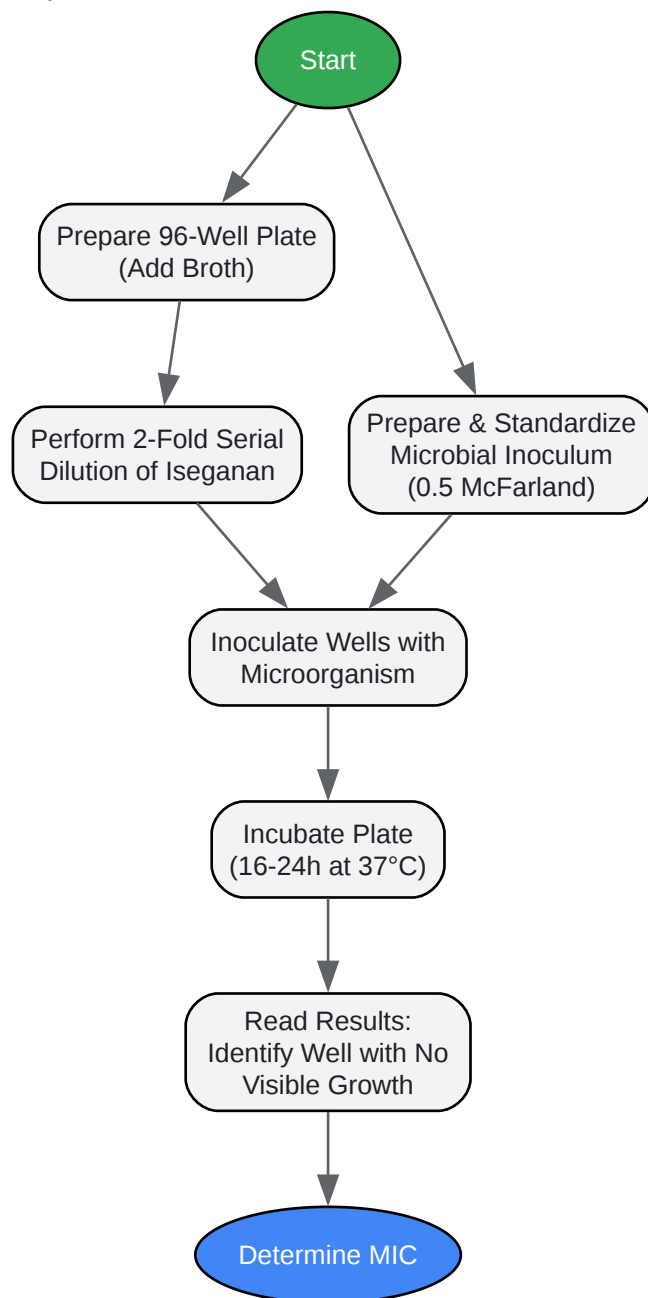 Start
Prepare 96-Well Plate
(Add Broth)
Perform 2-Fold Serial
Dilution of Iseganan
Prepare & Standardize
Microbial Inoculum
(0.5 McFarland)
Inoculate Wells with
Microorganism
Incubate Plate
(16-24h at 37°C)
Read Results:
Identify Well with No
Visible Growth
Determine MIC